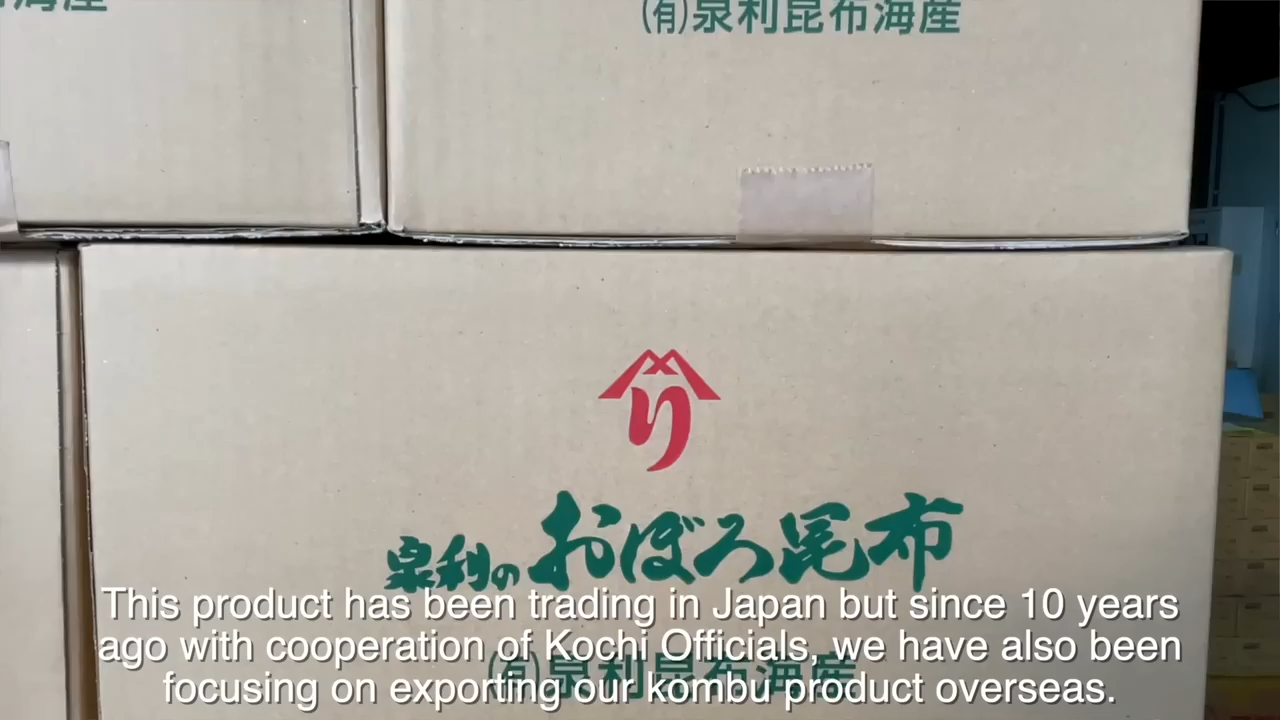 海産
(有)泉利昆布海産
り
泉利のおぼろ昆布
This product has been trading in Japan but since 10 years
ago with cooperation of Kochi Officials, we have also been
(有)泉利昆布海産
focusing on exporting our kombu product overseas.